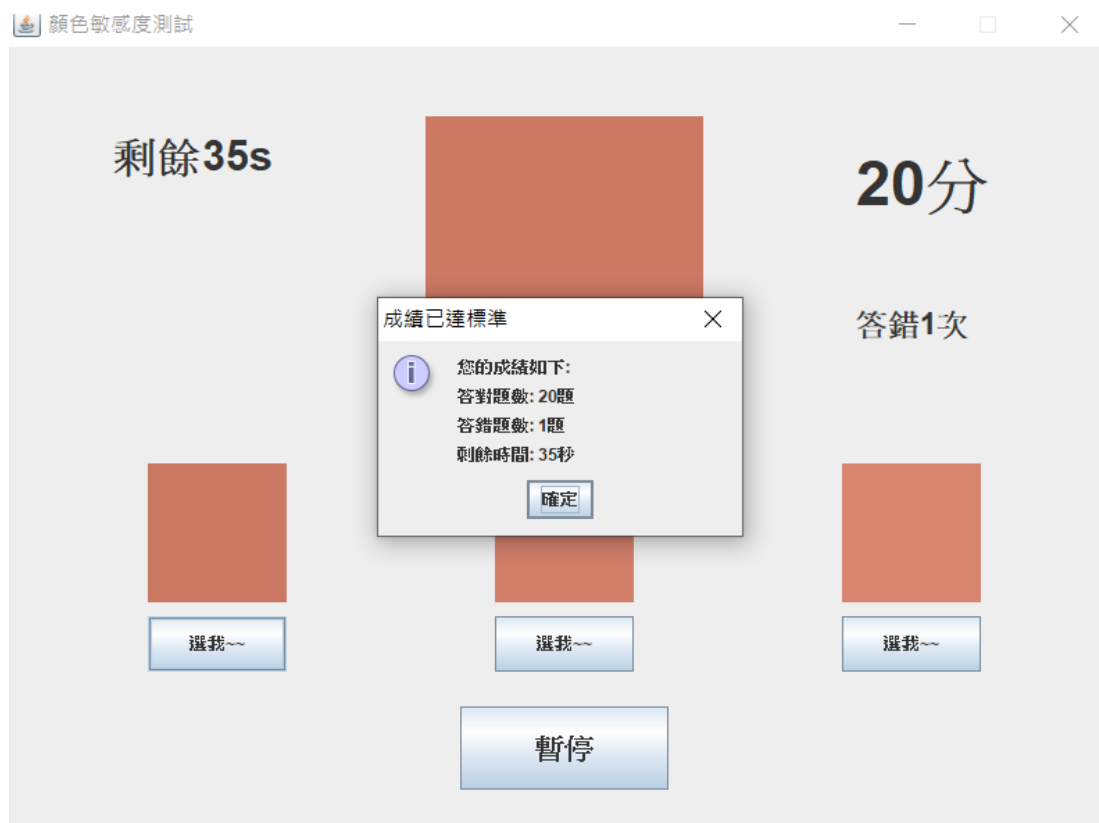 顏色敏感度測試
剩餘35s
20分
答錯1次
成績已達標準
您的成績如下:
答對題數: 20題
答錯題數: 1題
剩餘時間: 35秒
確定
選我~~
選我~~
選我~~
暫停